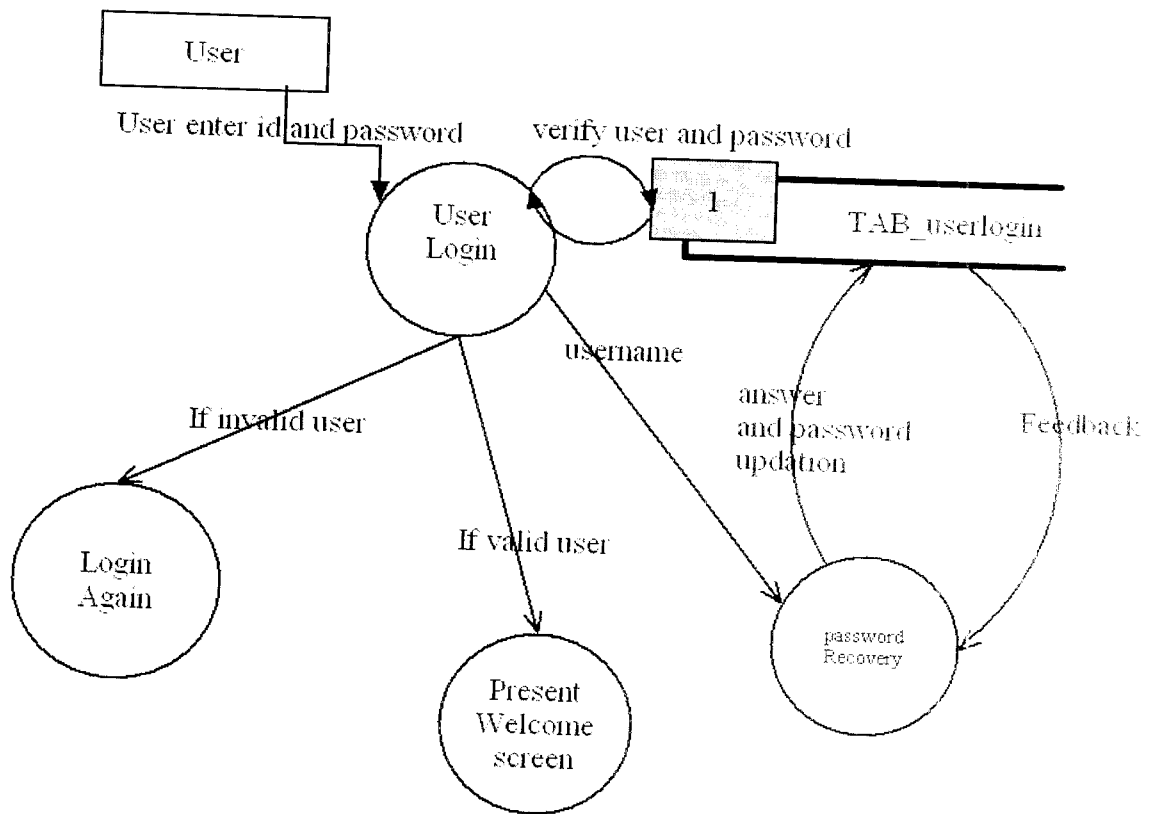 User
User enter id and password
verify user and password
User
Login
1
TAB_userlogin
username
answer
and password
updation
Feedback
If invalid user
If valid user
Login
Again
password
Recovery
Present
Welcome
screen